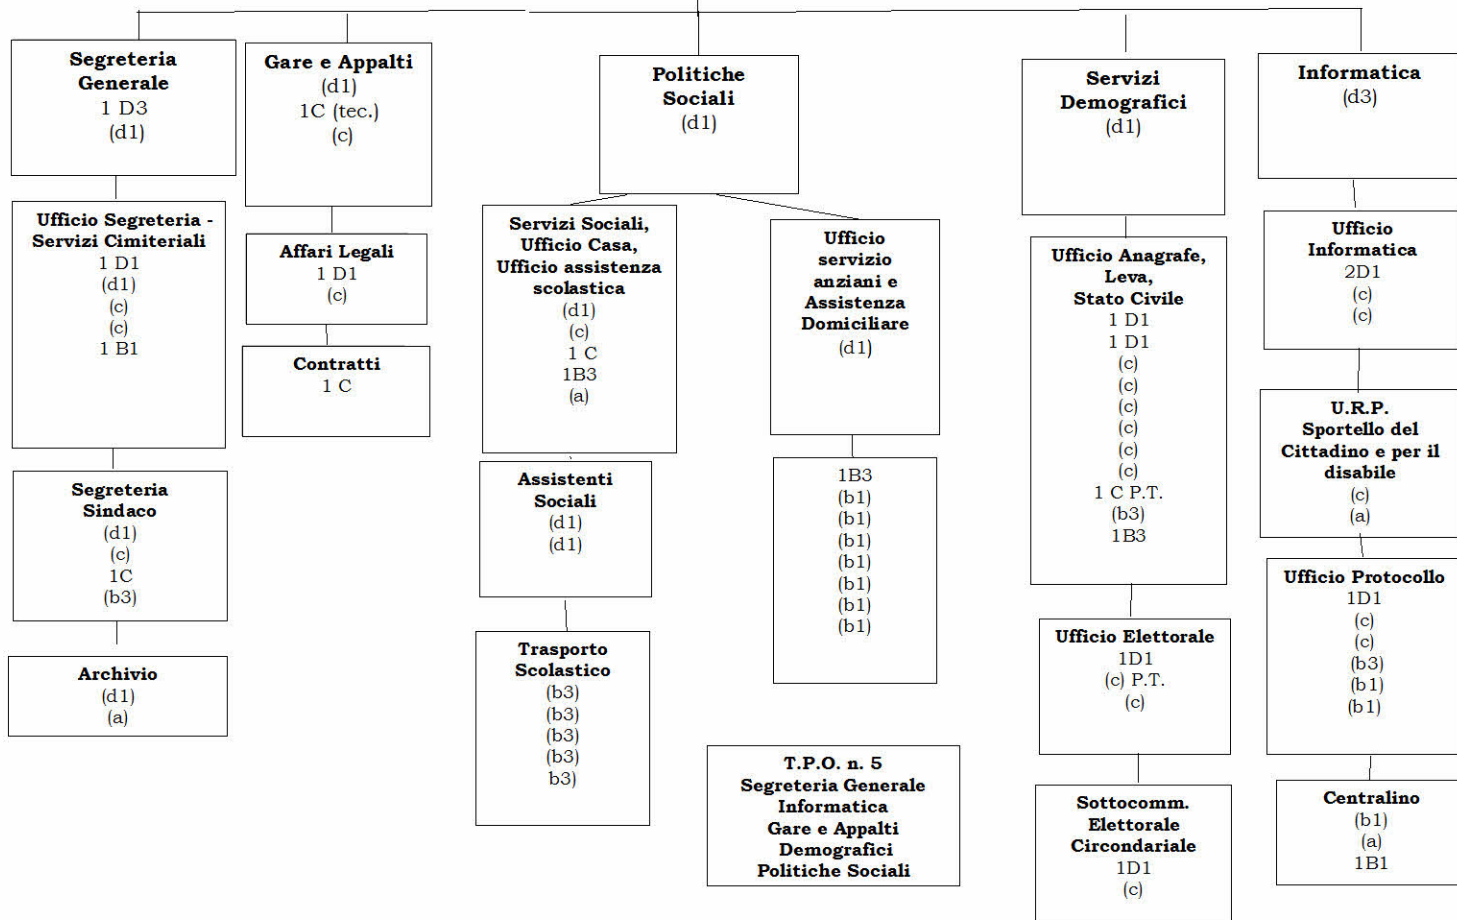 Segreteria
Generale
1 D3
(d1)
Ufficio Segreteria -
Servizi Cimiteriali
1 D1
(d1)
(c)
(c)
1 B1
Segreteria
Sindaco
(d1)
(c)
1C
(b3)
Archivio
(d1)
(a)
Gare e Appalti
(d1)
1C (tec.)
(c)
Affari Legali
1 D1
(c)
Contratti
1 C
Politiche
Sociali
(d1)
Servizi Sociali,
Ufficio Casa,
Ufficio assistenza
scolastica
(d1)
(c)
1 C
1B3
(a)
Assistenti
Sociali
(d1)
(d1)
Trasporto
Scolastico
(b3)
(b3)
(b3)
(b3)
b3)
Ufficio
servizio
anziani e
Assistenza
Domiciliare
(d1)
1B3
(b1)
(b1)
(b1)
(b1)
(b1)
(b1)
(b1)
T.P.O. n. 5
Segreteria Generale
Informatica
Gare e Appalti
Demografici
Politiche Sociali
Servizi
Demografici
(d1)
Ufficio Anagrafe,
Leva,
Stato Civile
1 D1
1 D1
(c)
(c)
(c)
(c)
(c)
(c)
1 C P.T.
(b3)
1B3
Ufficio Elettorale
1D1
(c) P.T.
(c)
Sottocomm.
Elettorale
Circondariale
1D1
(c)
Informatica
(d3)
Ufficio
Informatica
2D1
(c)
(c)
U.R.P.
Sportello del
Cittadino e per il
disabile
(c)
(a)
Ufficio Protocollo
1D1
(c)
(c)
(b3)
(b1)
(b1)
Centralino
(b1)
(a)
1B1